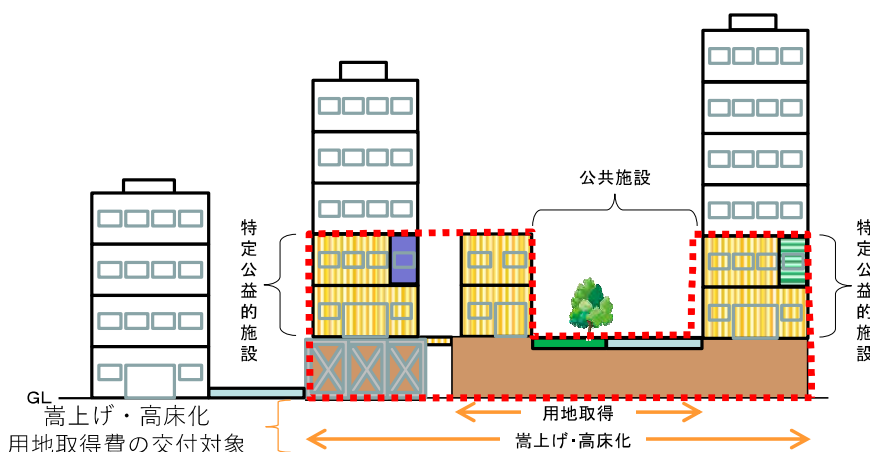 公共施設
特定公益的施設
特定公益的施設
GL
嵩上げ・高床化
用地取得費の交付対象
用地取得
嵩上げ・高床化